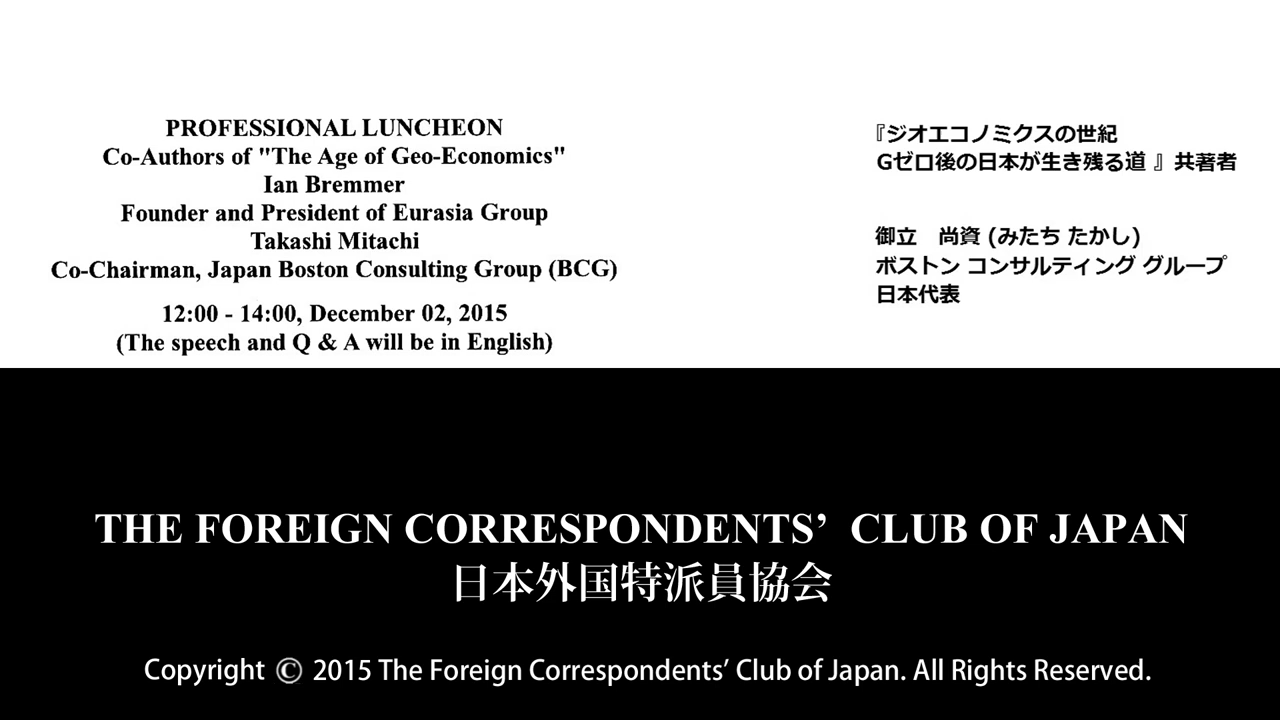 PROFESSIONAL LUNCHEON
Co-Authors of "The Age of Geo-Economics"
Ian Bremmer
Founder and President of Eurasia Group
Takashi Mitachi
Co-Chairman, Japan Boston Consulting Group (BCG)
12:00 - 14:00, December 02, 2015
(The speech and Q & A will be in English)
『ジオエコノミクスの世紀
Gゼロ後の日本が生き残る道 』 共著者
御立　尚資 (みたち たかし)
ボストン コンサルティング グループ
日本代表
THE FOREIGN CORRESPONDENTS’ CLUB OF JAPAN
日本外国特派員協会
Copyright © 2015 The Foreign Correspondents’ Club of Japan. All Rights Reserved.